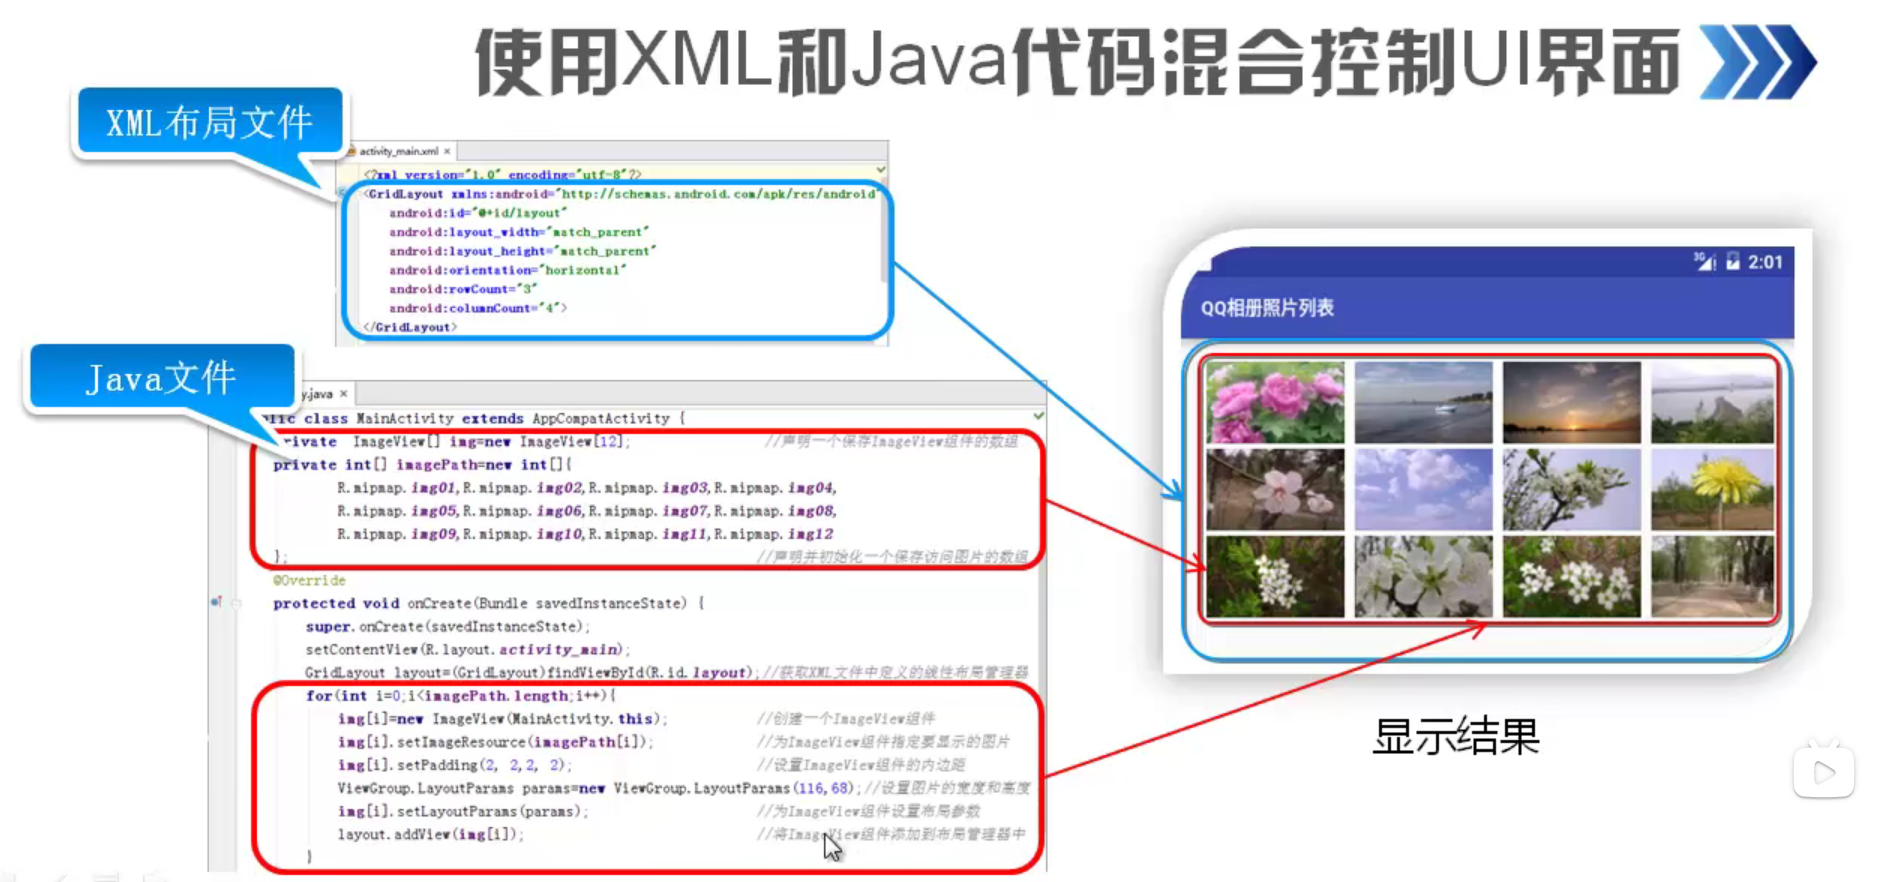 使用XML和Java代码混合控制UI界面
XML布局文件
activity_main.xml ×
<?xml version="1.0" encoding="utf-8"?>
<GridLayout xmlns:android="http://schemas.android.com/apk/res/android"
android:id="@+id/layout"
android:layout_width="match_parent"
android:layout_height="match_parent"
android:orientation="horizontal"
android:rowCount="3"
android:columnCount="4">
</GridLayout>
Java文件
y.java ×
lic class MainActivity extends AppCompatActivity {
rivate ImageView[] img=new ImageView[12]; //声明一个保存ImageView组件的数组
private int[] imagePath=new int[]{
R.mipmap.img01,R.mipmap.img02,R.mipmap.img03,R.mipmap.img04,
R.mipmap.img05,R.mipmap.img06,R.mipmap.img07,R.mipmap.img08,
R.mipmap.img09,R.mipmap.img10,R.mipmap.img11,R.mipmap.img12
}; //声明并初始化一个保存访问图片的数组
@Override
protected void onCreate(Bundle savedInstanceState) {
super.onCreate(savedInstanceState);
setContentView(R.layout.activity_main);
GridLayout layout=(GridLayout)findViewById(R.id.layout);//获取XML文件中定义的线性布局管理器
for(int i=0;i<imagePath.length;i++){
img[i]=new ImageView(MainActivity.this); //创建一个ImageView组件
img[i].setImageResource(imagePath[i]); //为ImageView组件指定要显示的图片
img[i].setPadding(2, 2,2, 2); //设置ImageView组件的内边距
ViewGroup.LayoutParams params=new ViewGroup.LayoutParams(116,68);//设置图片的宽度和高度
img[i].setLayoutParams(params); //为ImageView组件设置布局参数
layout.addView(img[i]); //将ImageView组件添加到布局管理器中
}
3G 2:01
QQ相册照片列表
显示结果